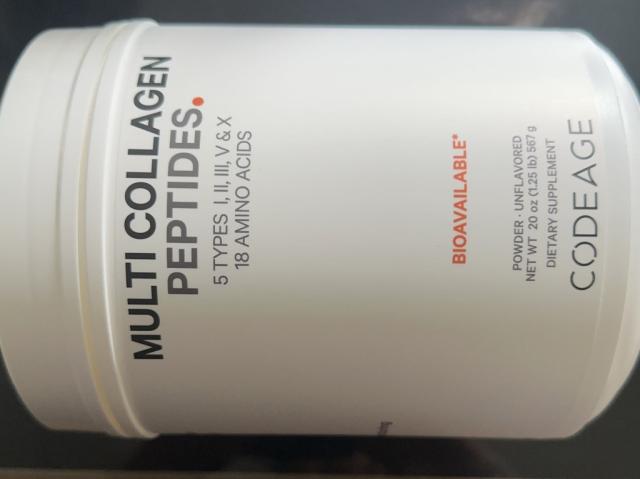 MULTI COLLAGEN
PEPTIDES.
5 TYPES I, II, III, V & X
18 AMINO ACIDS
BIOAVAILABLE*
POWDER · UNFLAVORED
NET WT 20 oz (1.25 lb) 567 g
DIETARY SUPPLEMENT
CODEAGE